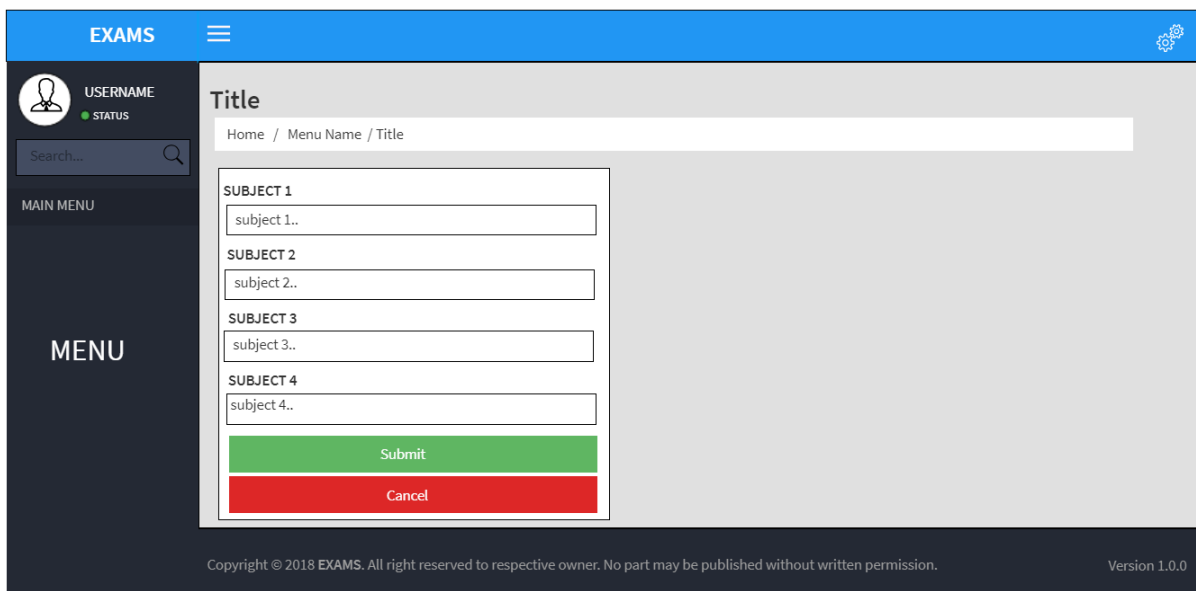 EXAMS
USERNAME
STATUS
Search...
MAIN MENU
MENU
Title
Home / Menu Name / Title
SUBJECT 1
subject 1..
SUBJECT 2
subject 2..
SUBJECT 3
subject 3..
SUBJECT 4
subject 4..
Submit
Cancel
Copyright © 2018 EXAMS. All right reserved to respective owner. No part may be published without written permission.
Version 1.0.0